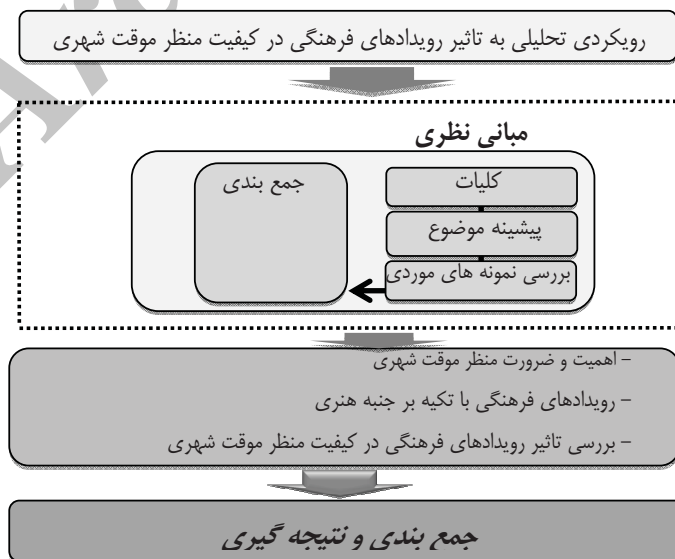 رویکردی تحلیلی به تاثیر رویدادهای فرهنگی در کیفیت منظر موقت شهری
مبانی نظری
کلیات
جمع بندی
پیشینه موضوع
بررسی نمونه های موردی
- اهمیت و ضرورت منظر موقت شهری
- رویدادهای فرهنگی با تکیه بر جنبه هنری
- بررسی تاثیر رویدادهای فرهنگی در کیفیت منظر موقت شهری
جمع بندی و نتیجه گیری